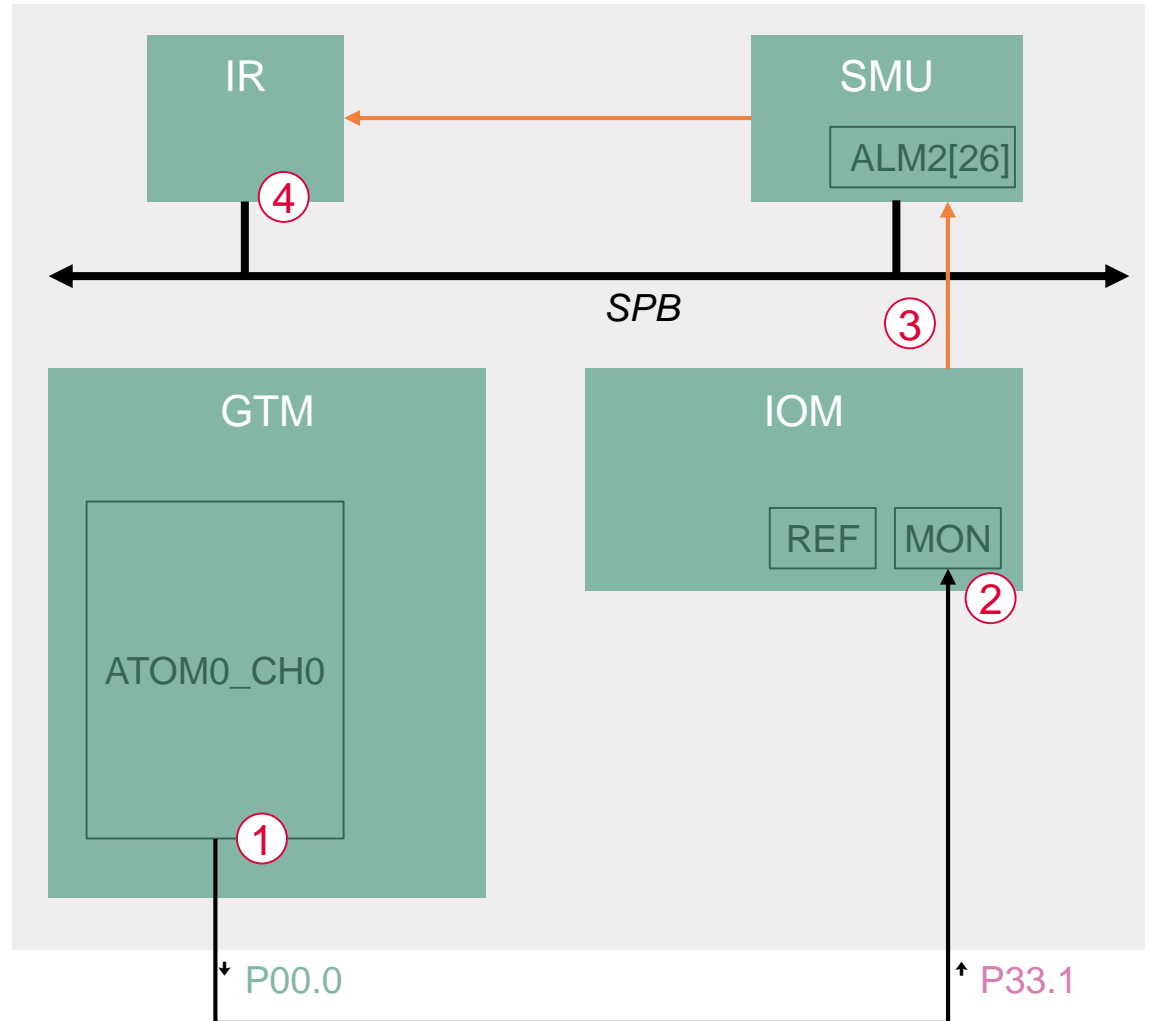 IR
SMU
ALM2[26]
4
SPB
3
GTM
IOM
REF
MON
2
ATOM0_CH0
1
P00.0
P33.1